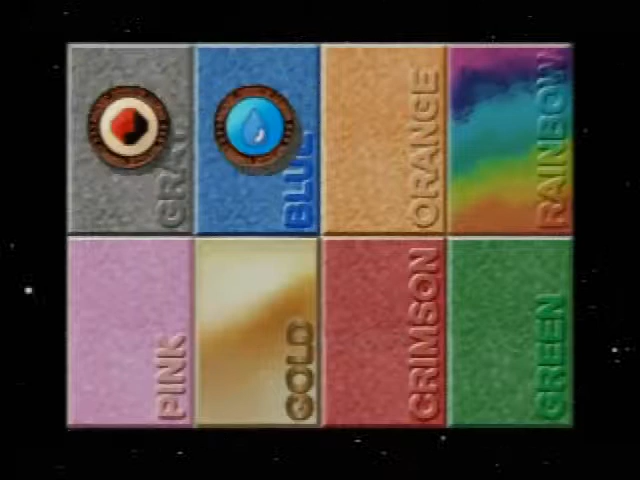 GRAY
BLUE
ORANGE
RAINBOW
PINK
GOLD
CRIMSON
GREEN